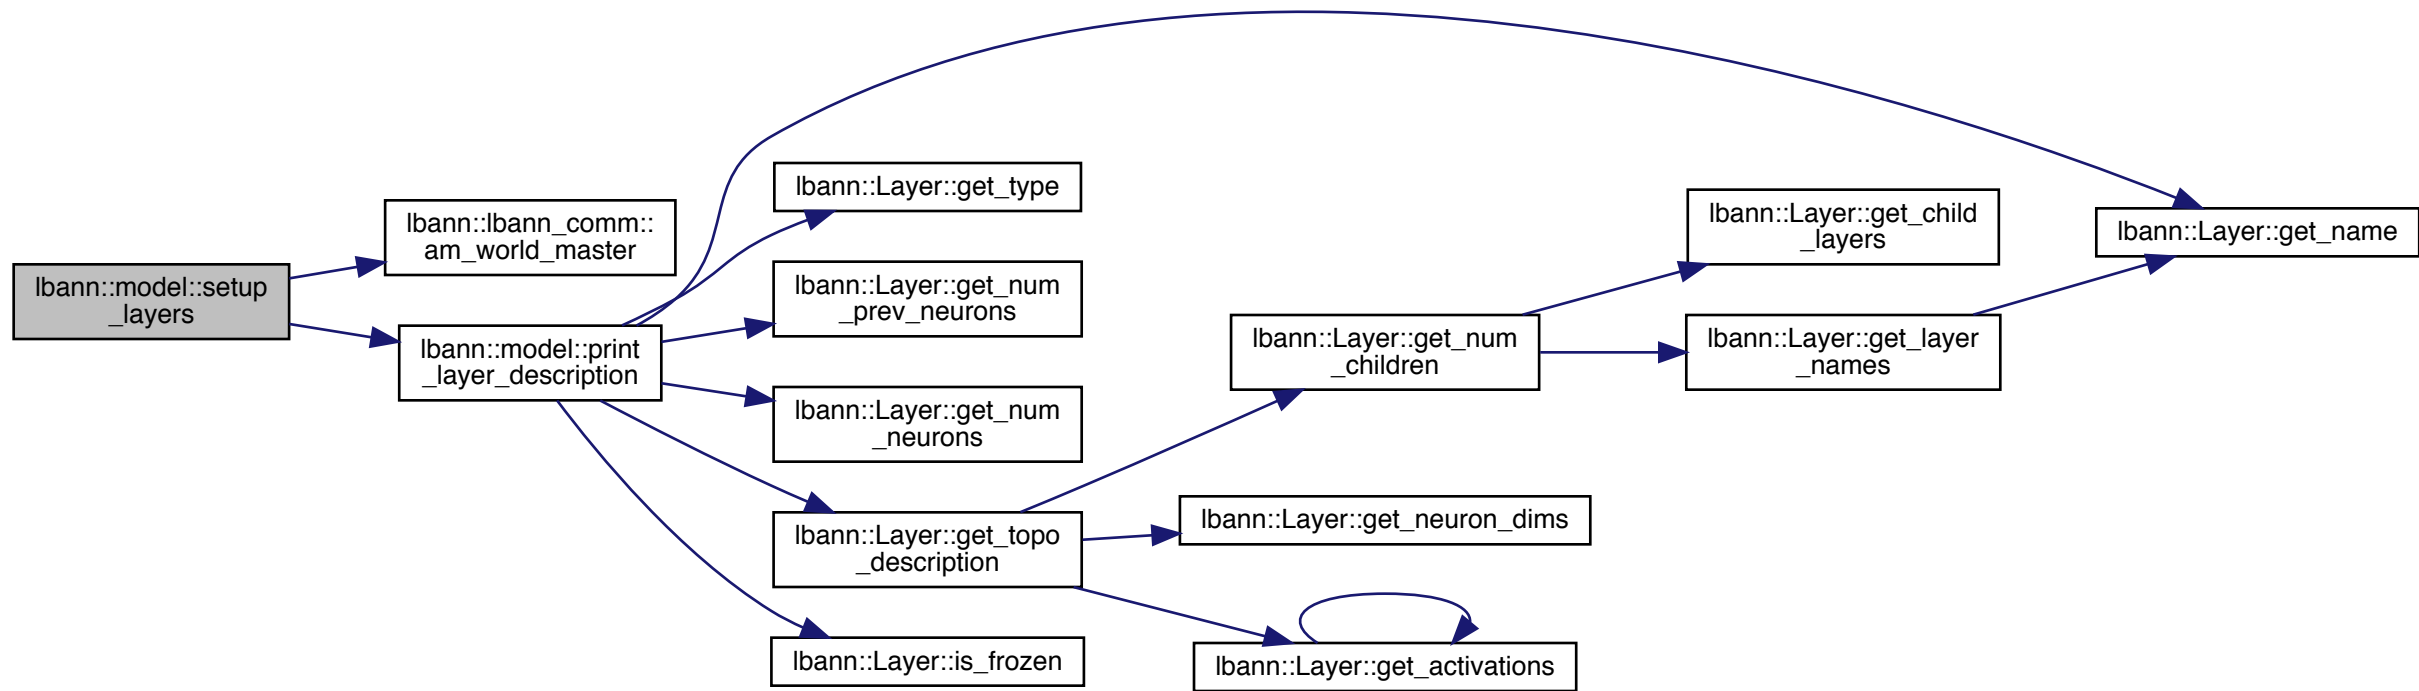 lbann::model::setup
_layers
lbann::lbann_comm::
am_world_master
lbann::model::print
_layer_description
lbann::Layer::get_type
lbann::Layer::get_num
_prev_neurons
lbann::Layer::get_num
_neurons
lbann::Layer::get_topo
_description
lbann::Layer::is_frozen
lbann::Layer::get_num
_children
lbann::Layer::get_neuron_dims
lbann::Layer::get_activations
lbann::Layer::get_child
_layers
lbann::Layer::get_layer
_names
lbann::Layer::get_name